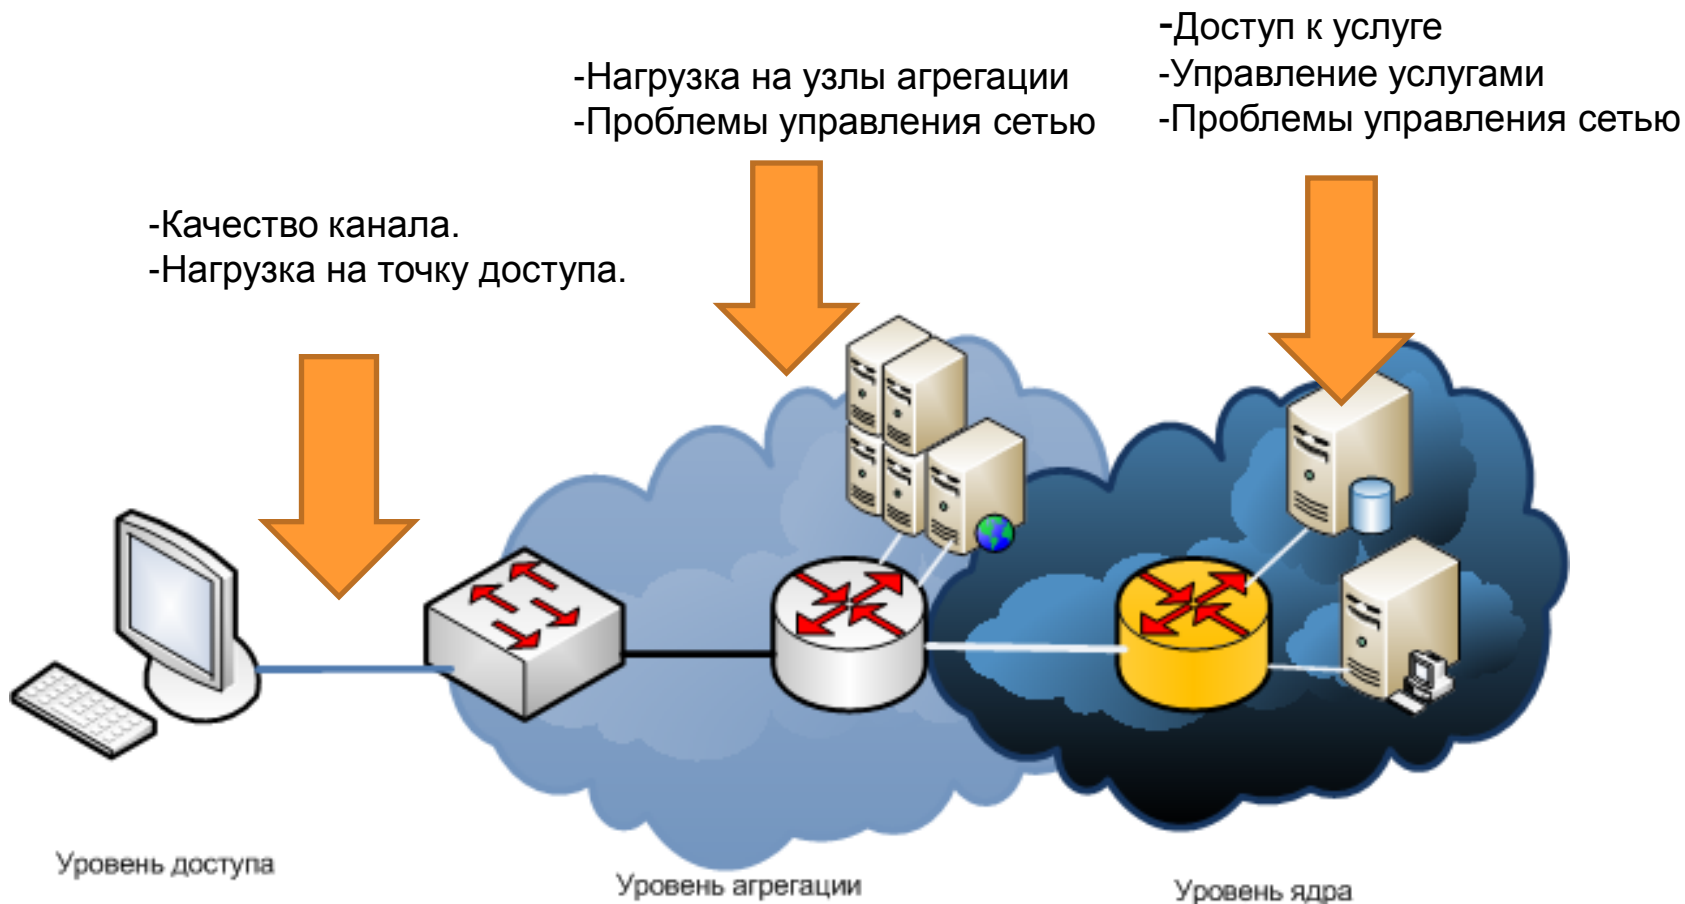 -Доступ к услуге
-Управление услугами
-Проблемы управления сетью
-Нагрузка на узлы агрегации
-Проблемы управления сетью
-Качество канала.
-Нагрузка на точку доступа.
Уровень доступа
Уровень агрегации
Уровень ядра